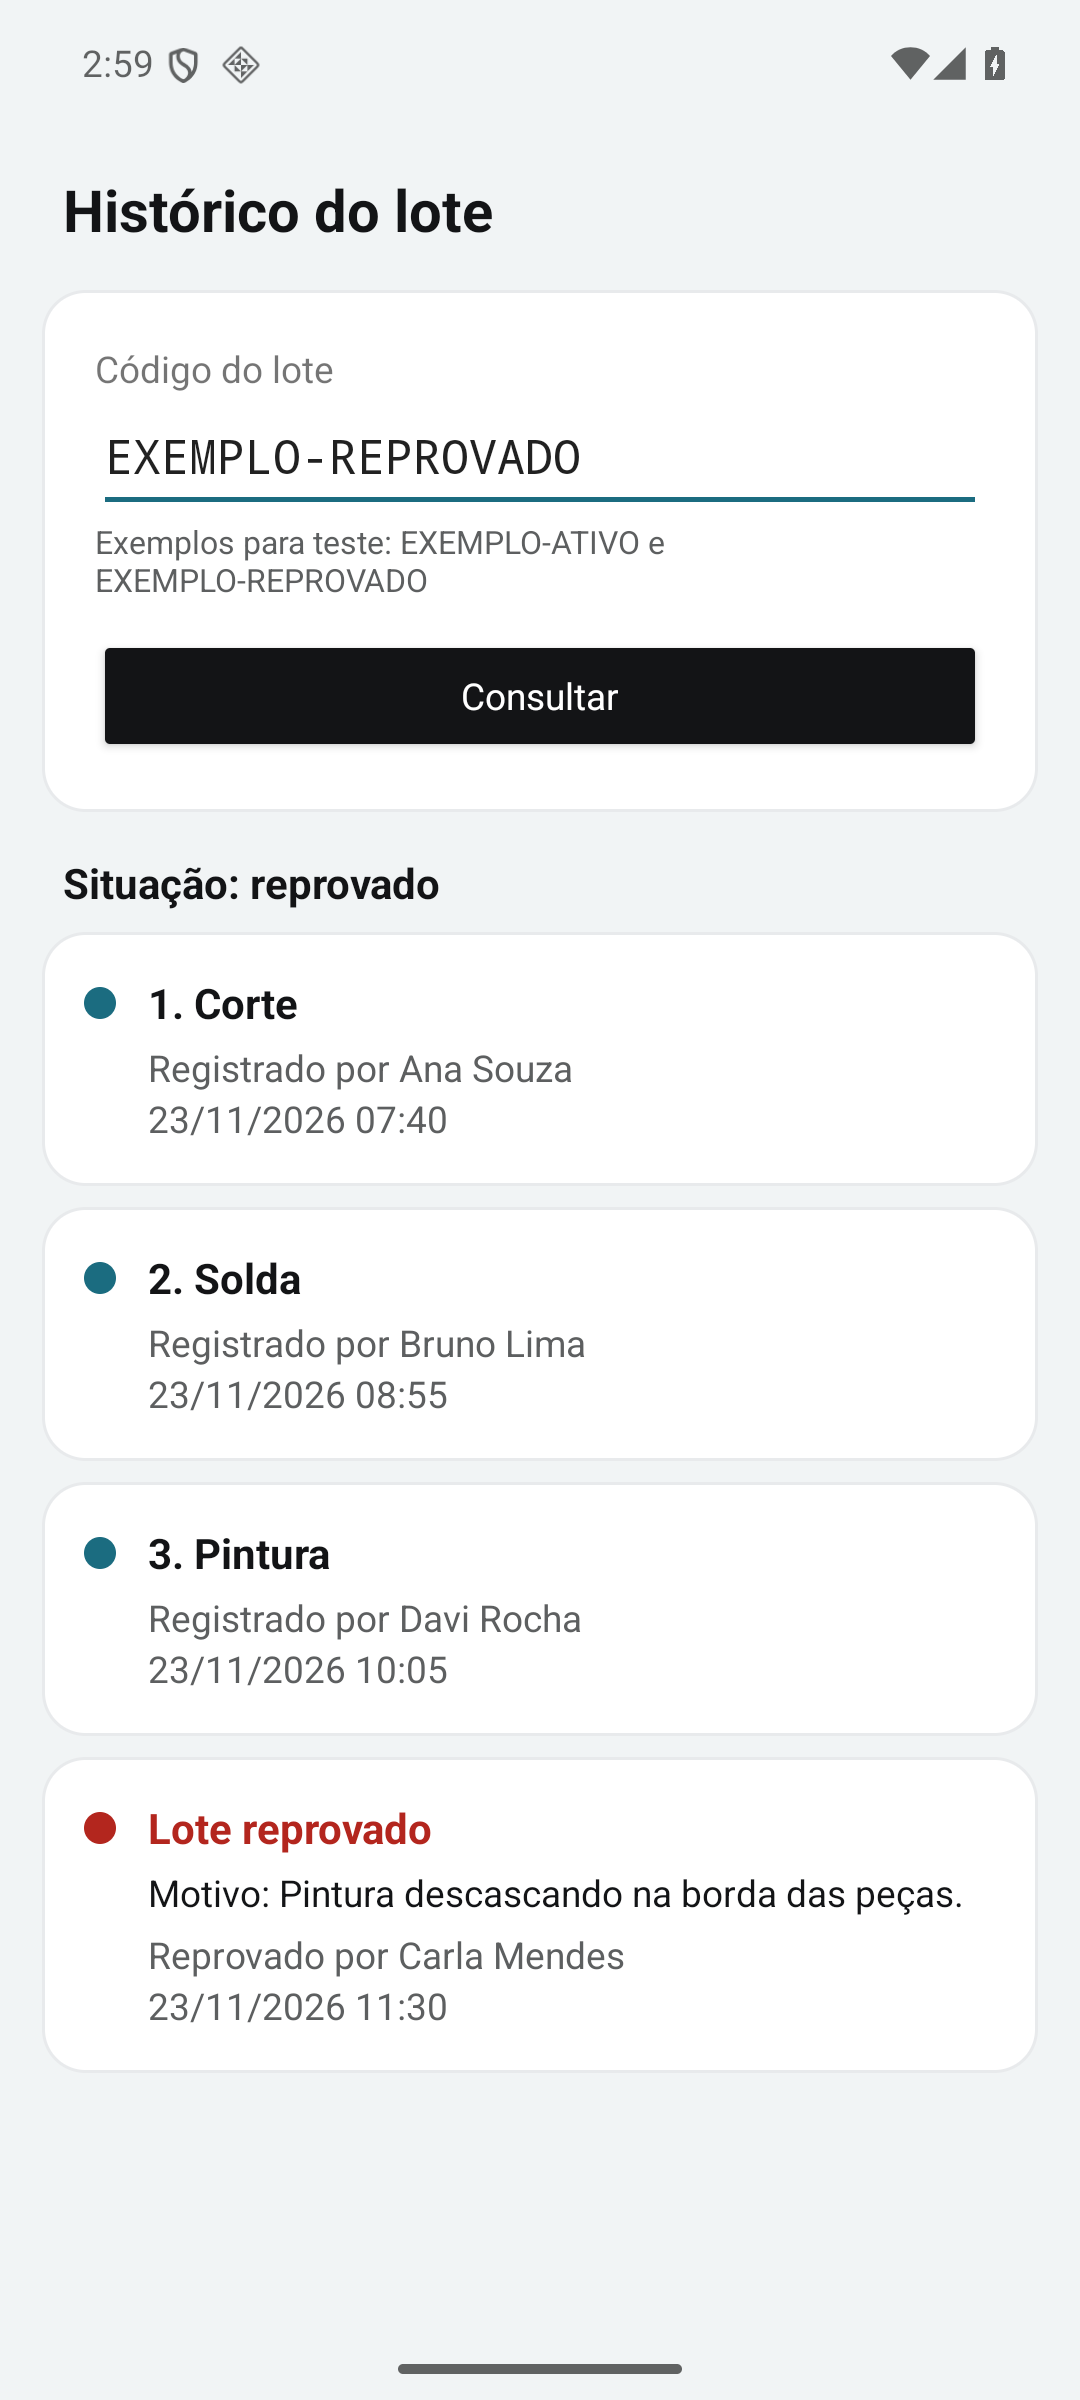 2:59
Histórico do lote
Código do lote
EXEMPLO-REPROVADO
Exemplos para teste: EXEMPLO-ATIVO e
EXEMPLO-REPROVADO
Consultar
Situação: reprovado
1. Corte
Registrado por Ana Souza
23/11/2026 07:40
2. Solda
Registrado por Bruno Lima
23/11/2026 08:55
3. Pintura
Registrado por Davi Rocha
23/11/2026 10:05
Lote reprovado
Motivo: Pintura descascando na borda das peças.
Reprovado por Carla Mendes
23/11/2026 11:30